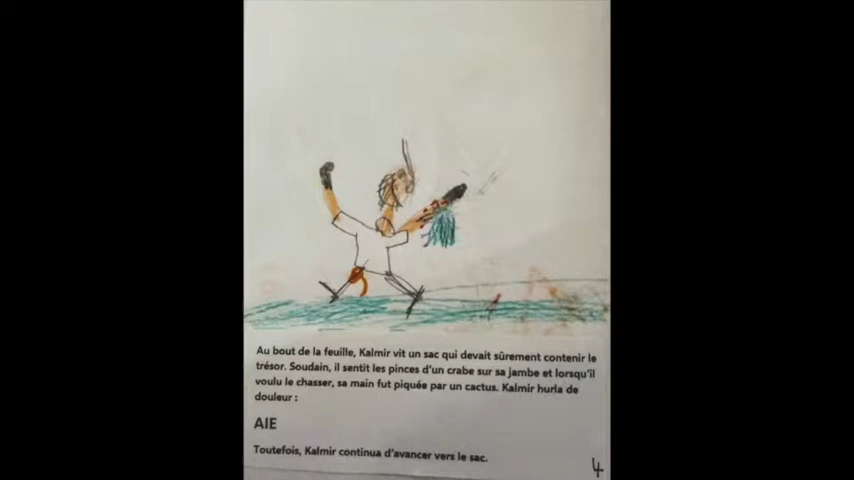 Au bout de la feuille, Kalmir vit un sac qui devait sûrement contenir le
trésor. Soudain, il sentit les pinces d'un crabe sur sa jambe et lorsqu'il
voulu le chasser, sa main fut piquée par un cactus. Kalmir hurla de
douleur :
AIE
Toutefois, Kalmir continua d'avancer vers le sac.
4